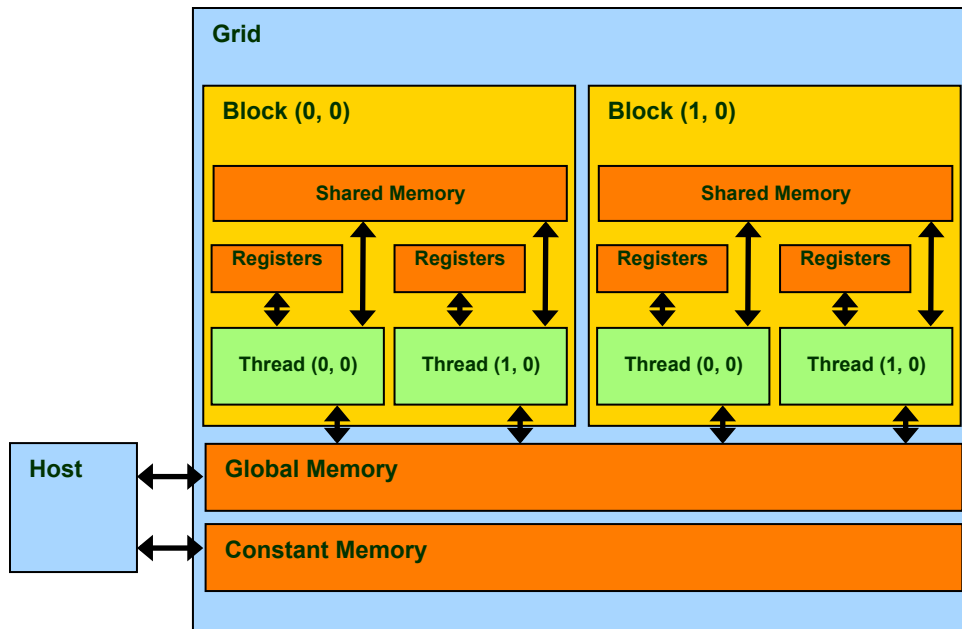 Grid
Block (0, 0)
Block (1, 0)
Shared Memory
Shared Memory
Registers
Registers
Registers
Registers
Thread (0, 0)
Thread (1, 0)
Thread (0, 0)
Thread (1, 0)
Host
Global Memory
Constant Memory